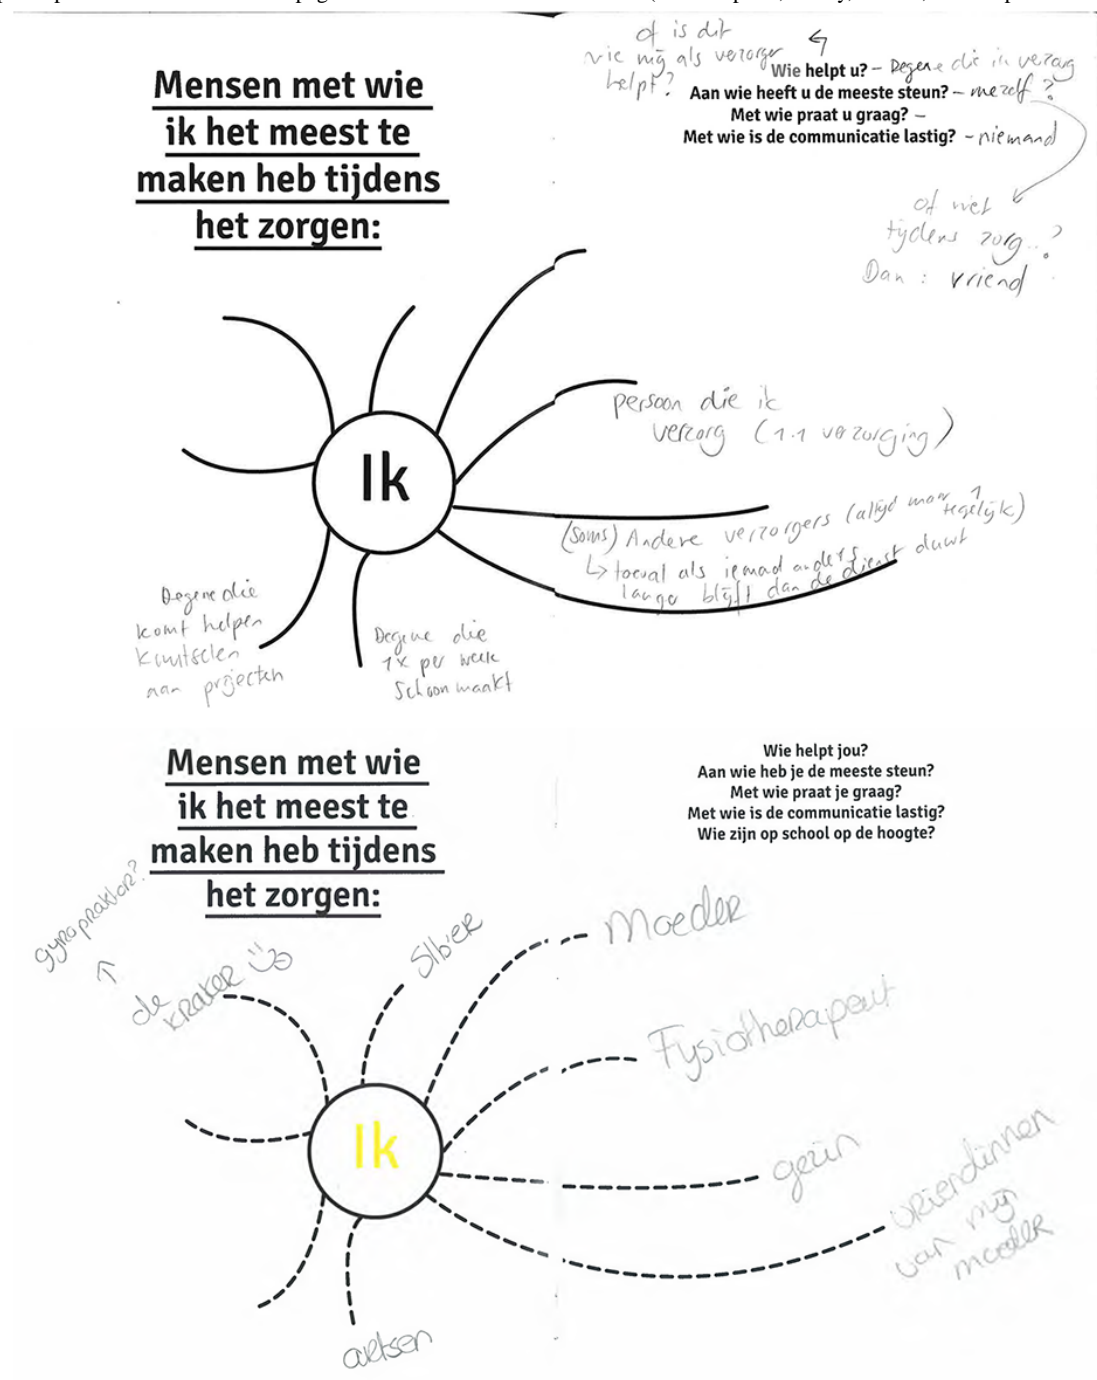 of is dit
wie mij als verzorger
helpt?
Mensen met wie
ik het meest te
maken heb tijdens
het zorgen:
Wie helpt u? – Degene die ik verzorg
Aan wie heeft u de meeste steun? – mezelf?
Met wie praat u graag? –
Met wie is de communicatie lastig? – niemand
of niet
tijdens zorg..?
Dan: vriend
Ik
persoon die ik
verzorg (1.1 verzorging)
(soms) Andere verzorgers (altijd maar 1
tegelijk)
↳ toeval als iemand anders
langer blijft dan de dienst duurt
Degene die
komt helpen
knutselen
aan projecten
Degene die
1x per week
schoonmaakt
Mensen met wie
ik het meest te
maken heb tijdens
het zorgen:
Wie helpt jou?
Aan wie heb je de meeste steun?
Met wie praat je graag?
Met wie is de communicatie lastig?
Wie zijn op school op de hoogte?
gyropraktor?
↑
de
kraker
Moeder
Fysiotherapeut
Ik
gezin
vriendinnen
van mijn
moeder
artsen